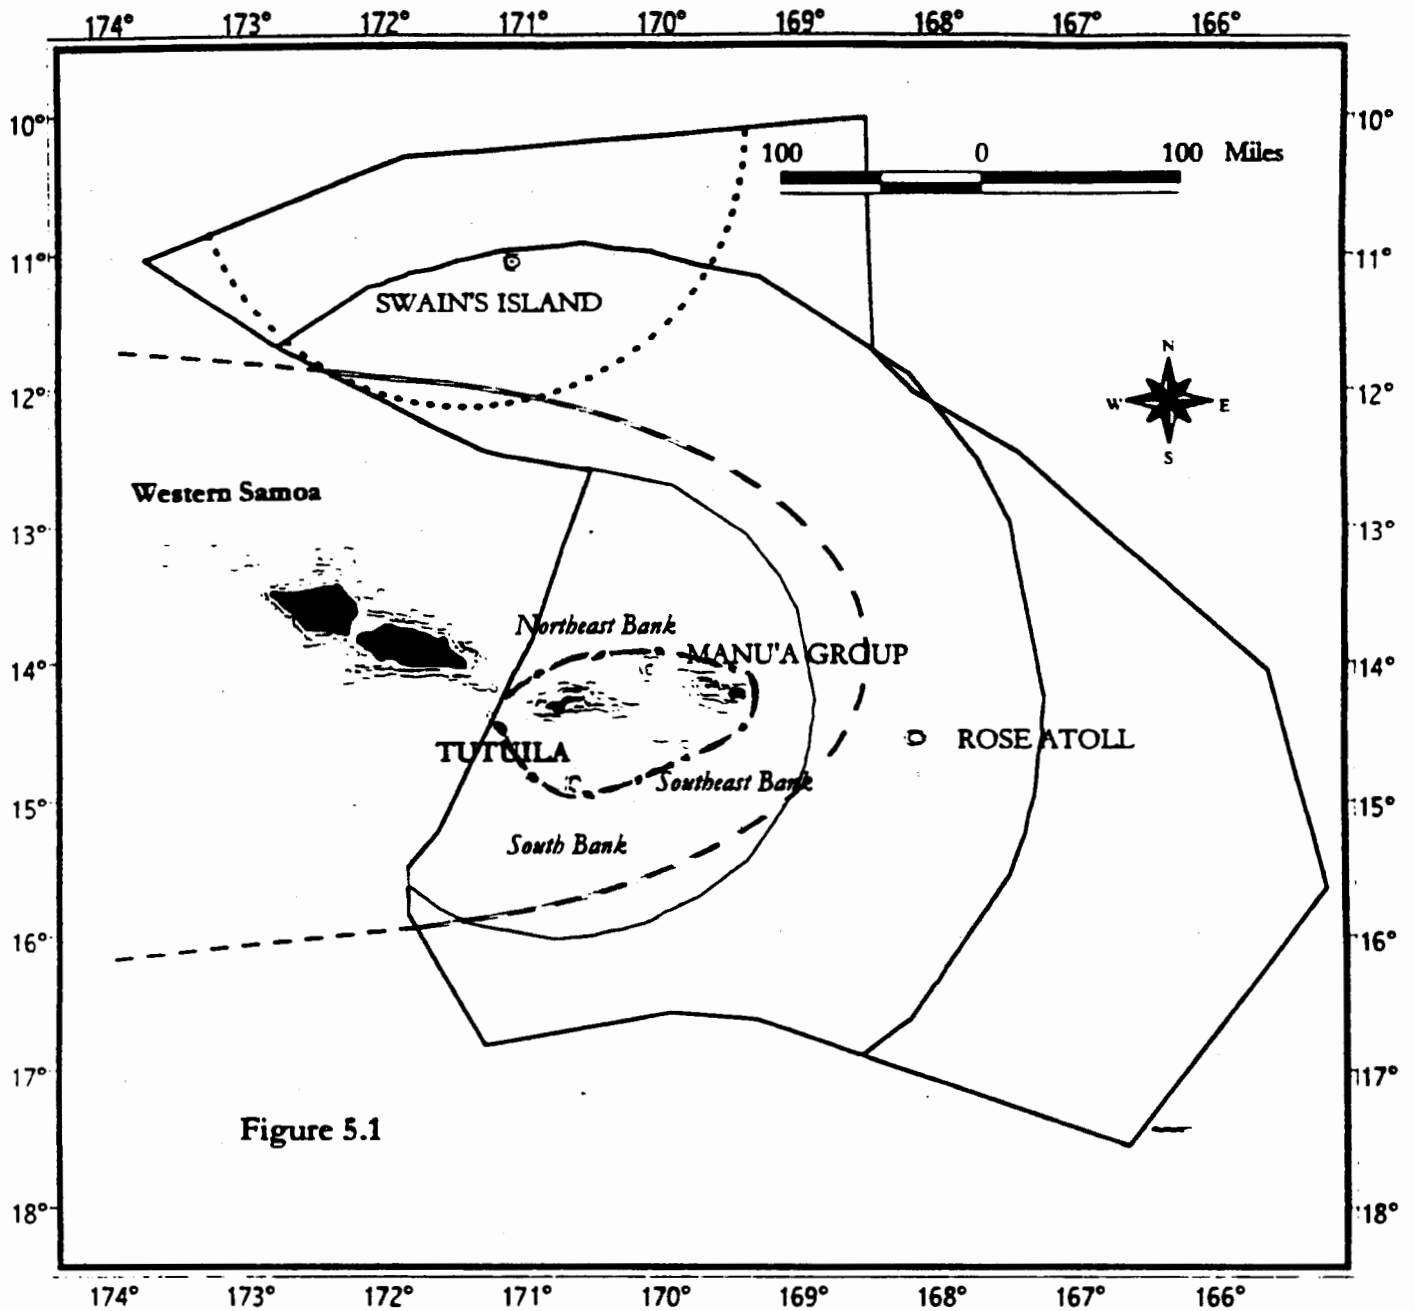 174° 173° 172° 171° 170° 169° 168° 167° 166°
10° 10°
100 0 100 Miles
11° 11°
SWAIN'S ISLAND
N
12° 12°
W E
S
Western Samoa
13° 13°
Northeast Bank
MANU'A GROUP
14° 14°
ROSE ATOLL
TUTUILA
Southeast Bank
15° 15°
South Bank
16° 16°
17° 17°
Figure 5.1
18° 18°
174° 173° 172° 171° 170° 169° 168° 167° 166°